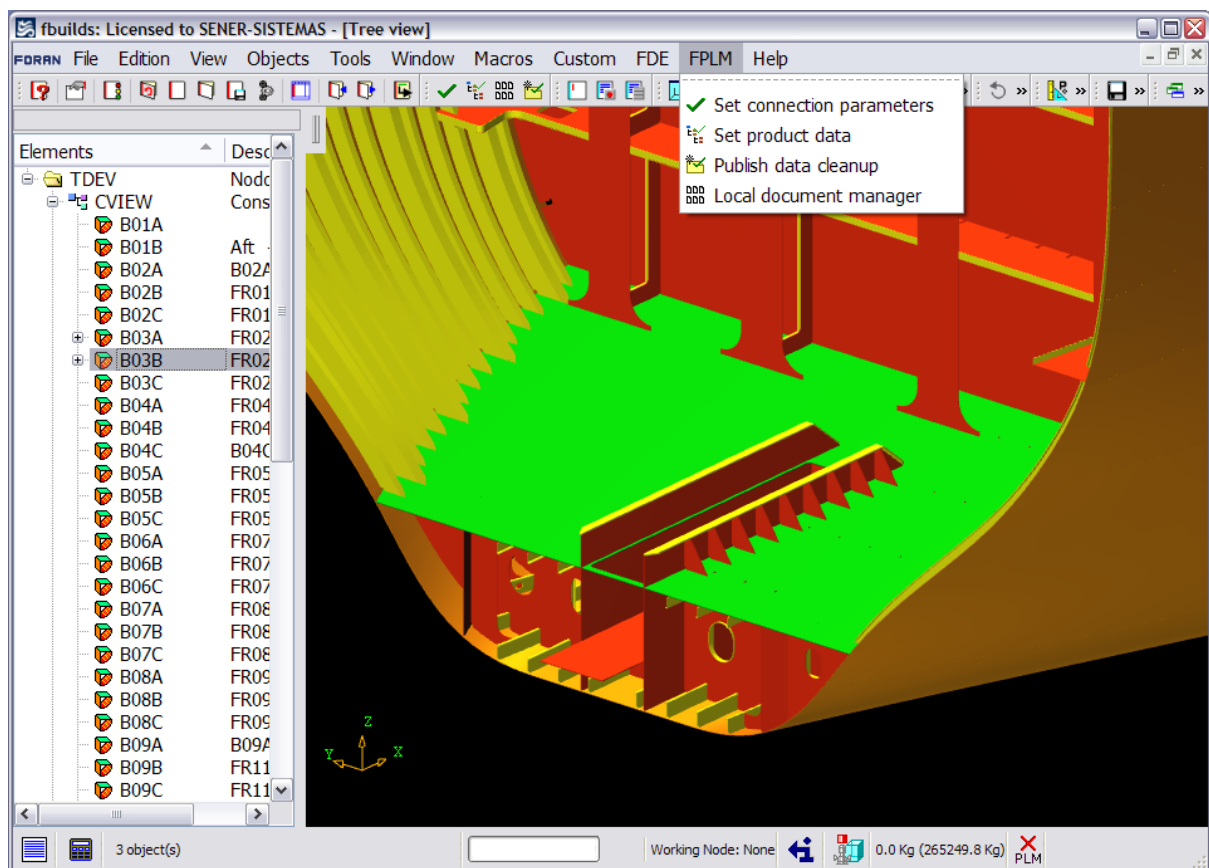 fbuilds: Licensed to SENER-SISTEMAS - [Tree view]
FORAN File Edition View Objects Tools Window Macros Custom FDE FPLM Help
Set connection parameters
Set product data
Publish data cleanup
Local document manager
Elements Desc
TDEV Nodo
CVIEW Cons
B01A
B01B Aft -
B02A B02A
B02B FR01
B02C FR01
B03A FR02
B03B FR02
B03C FR02
B04A FR04
B04B FR04
B04C B04C
B05A FR05
B05B FR05
B05C FR05
B06A FR07
B06B FR07
B06C FR07
B07A FR08
B07B FR08
B07C FR08
B08A FR09
B08B FR09
B08C FR09
B09A B09A
B09B FR11
B09C FR11
Z
Y X
3 object(s) Working Node: None 0.0 Kg (265249.8 Kg) PLM